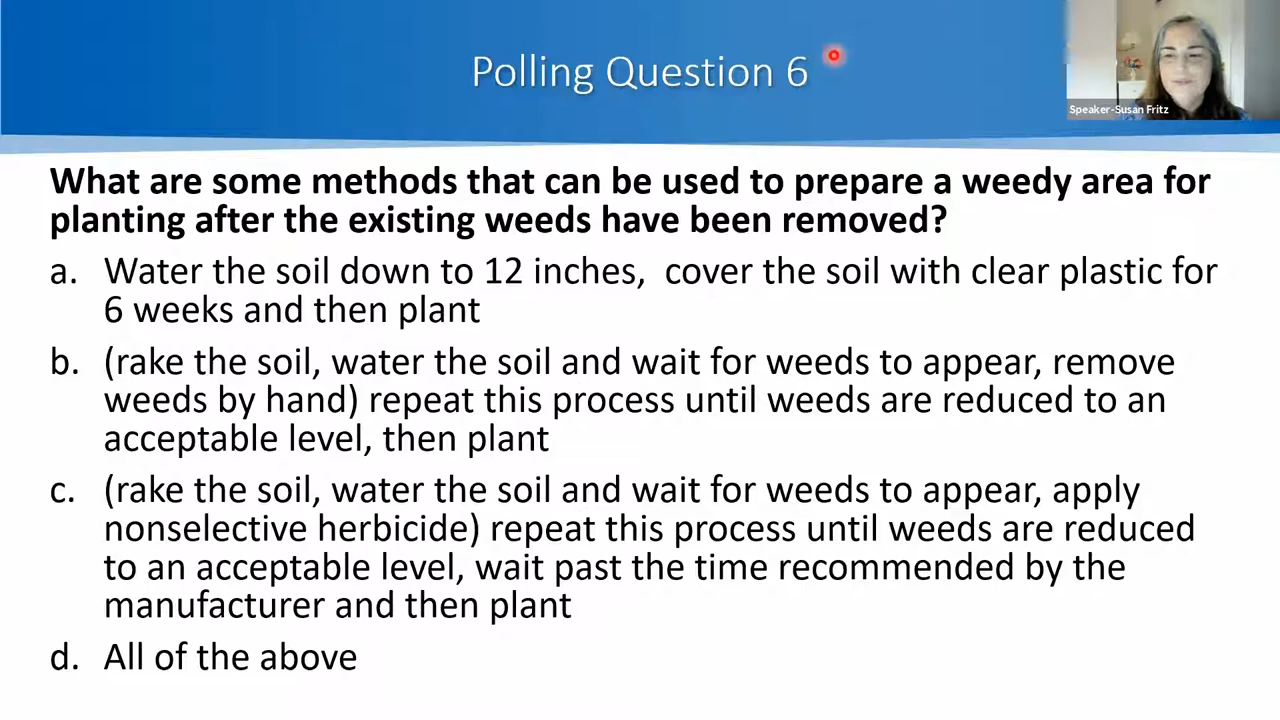 Polling Question 6
Speaker-Susan Fritz
What are some methods that can be used to prepare a weedy area for
planting after the existing weeds have been removed?
a. Water the soil down to 12 inches,  cover the soil with clear plastic for
6 weeks and then plant
b. (rake the soil, water the soil and wait for weeds to appear, remove
weeds by hand) repeat this process until weeds are reduced to an
acceptable level, then plant
c. (rake the soil, water the soil and wait for weeds to appear, apply
nonselective herbicide) repeat this process until weeds are reduced
to an acceptable level, wait past the time recommended by the
manufacturer and then plant
d. All of the above